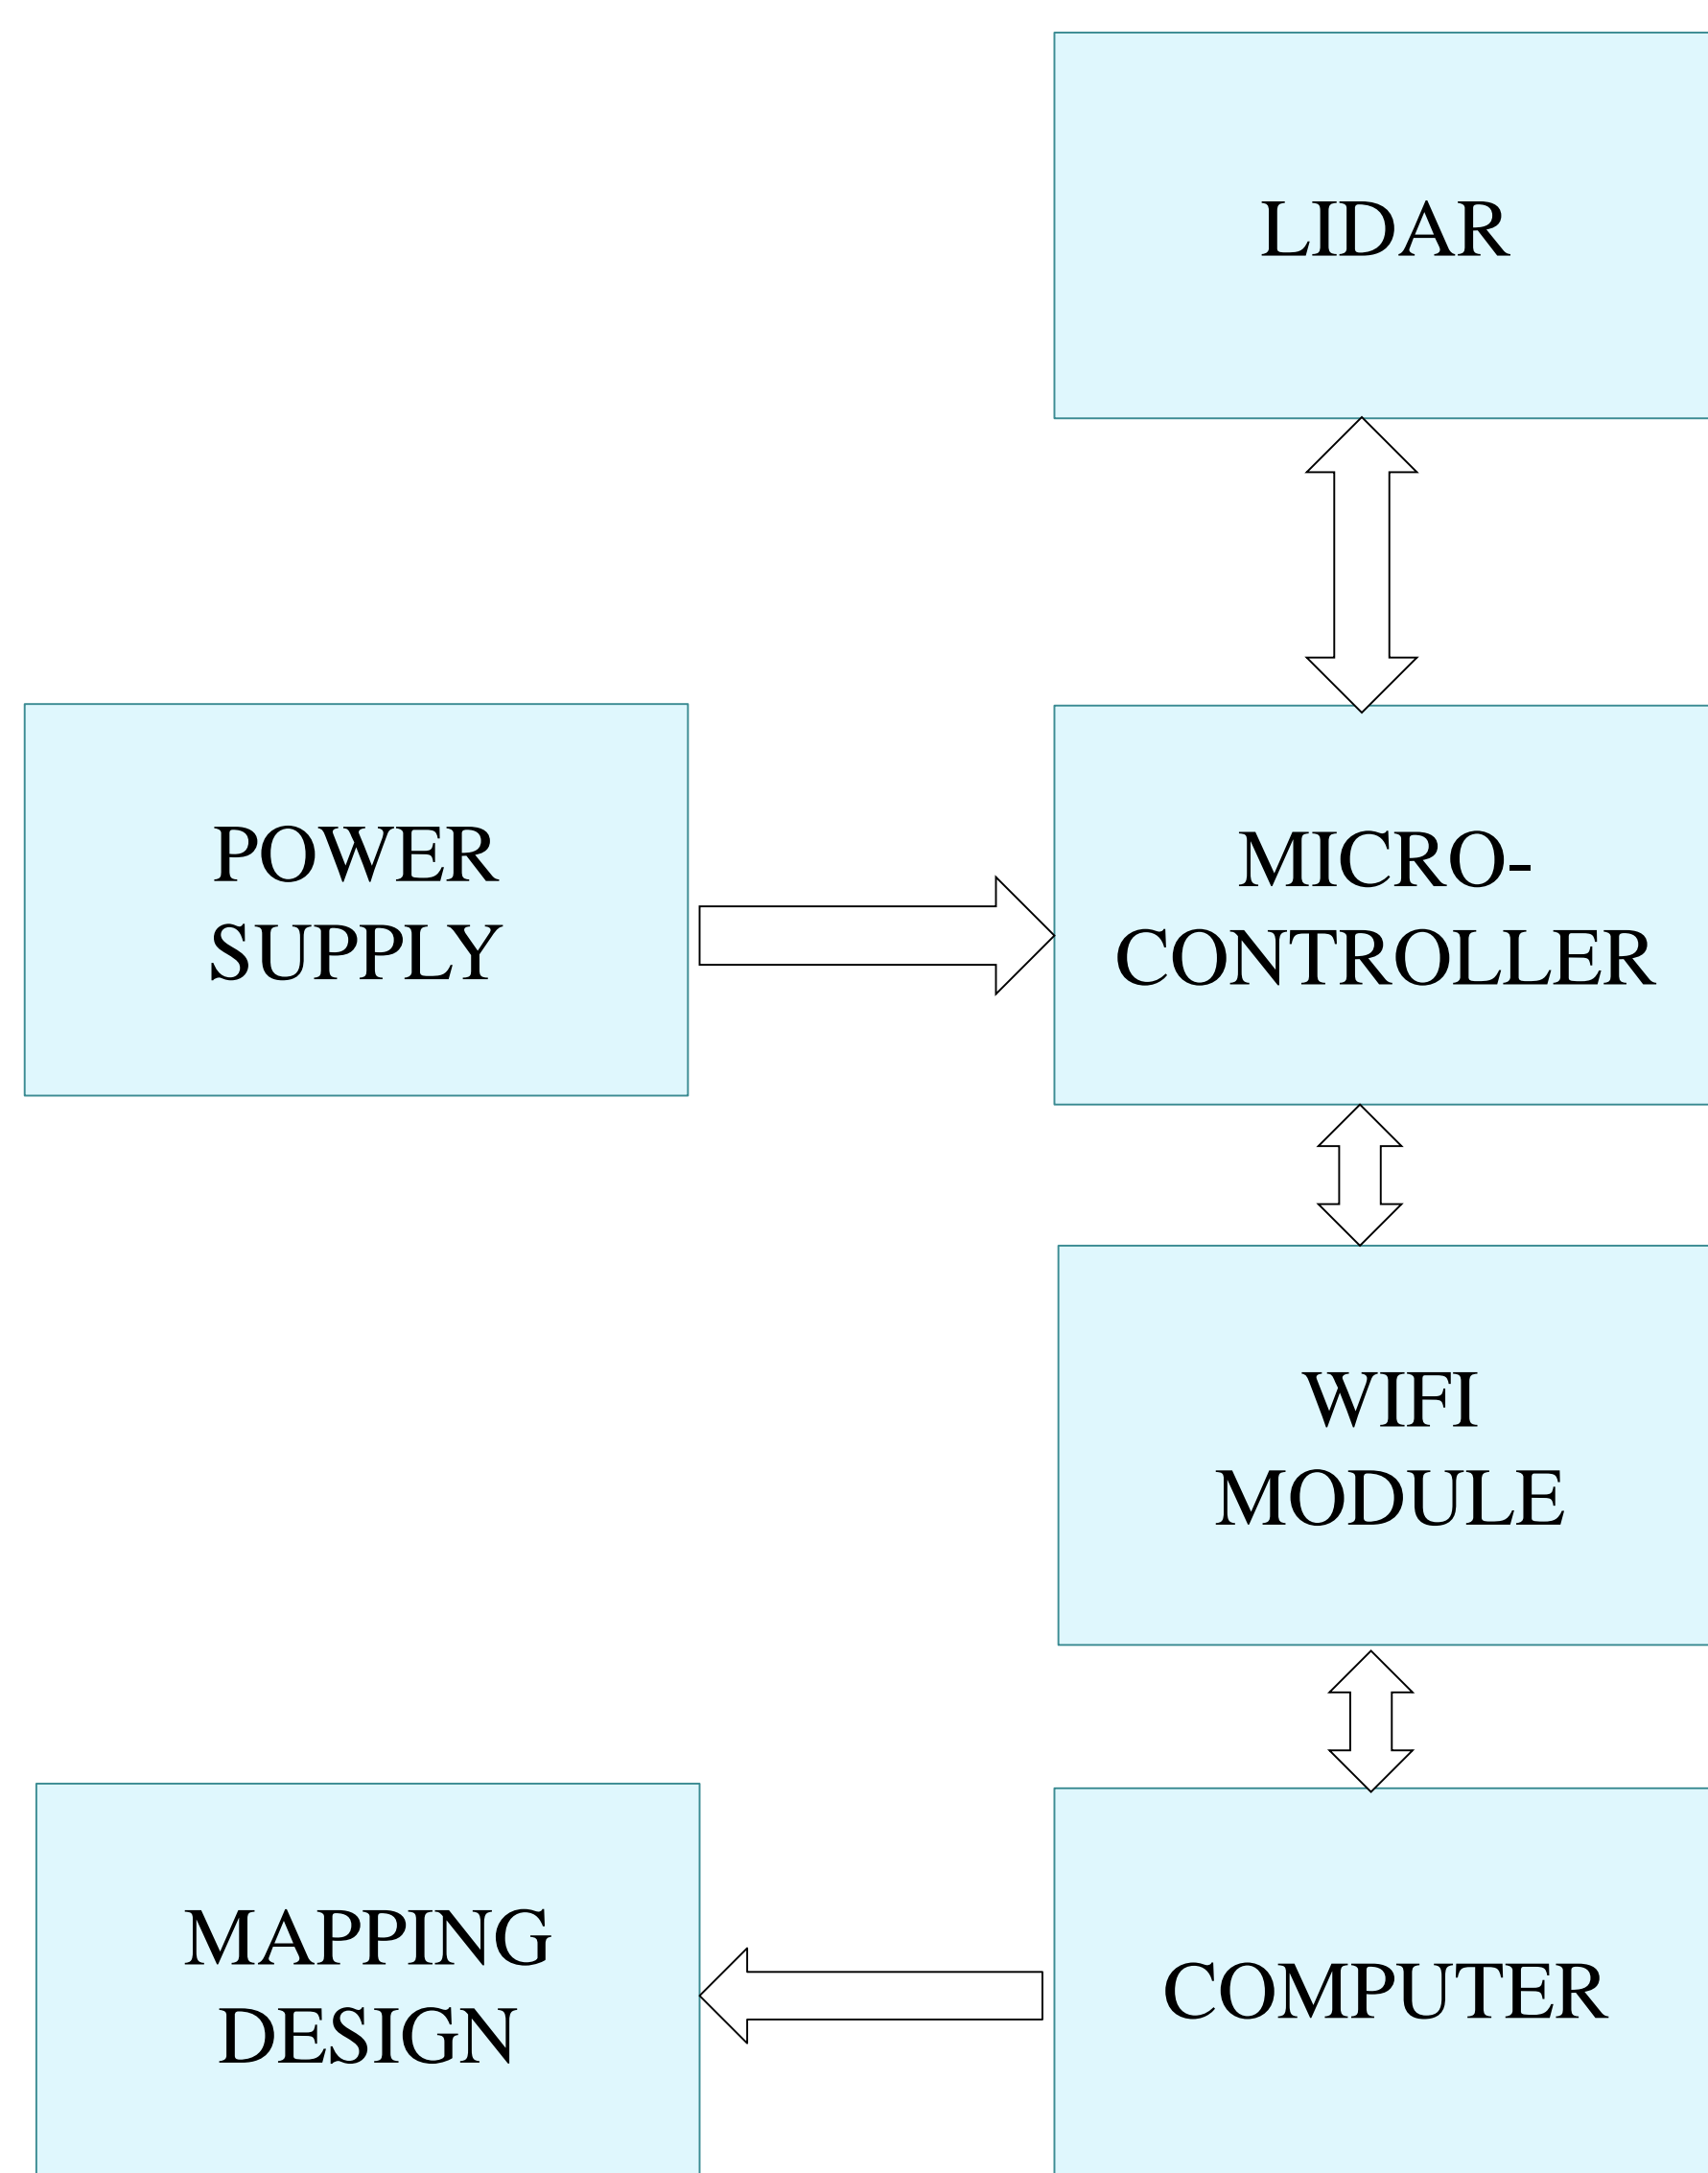 LIDAR
POWER
SUPPLY
MICRO-
CONTROLLER
WIFI
MODULE
MAPPING
DESIGN
COMPUTER